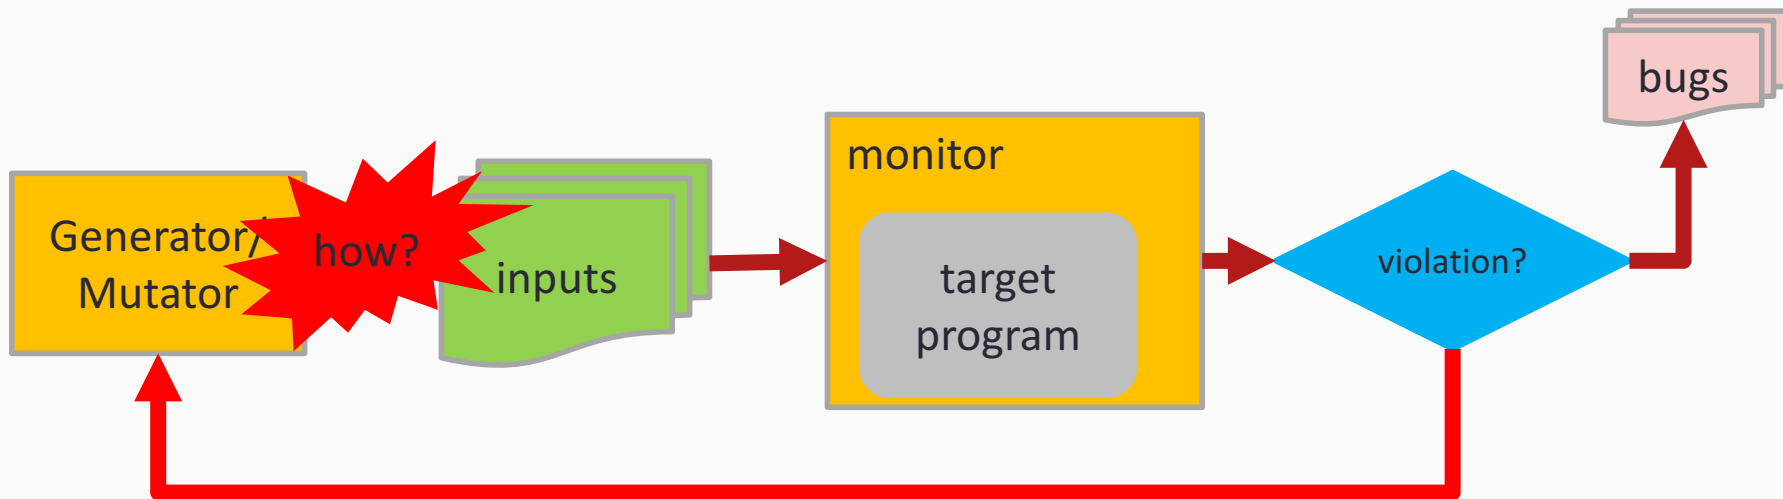 bugs
monitor
Generator/
Mutator
how?
inputs
target
program
violation?